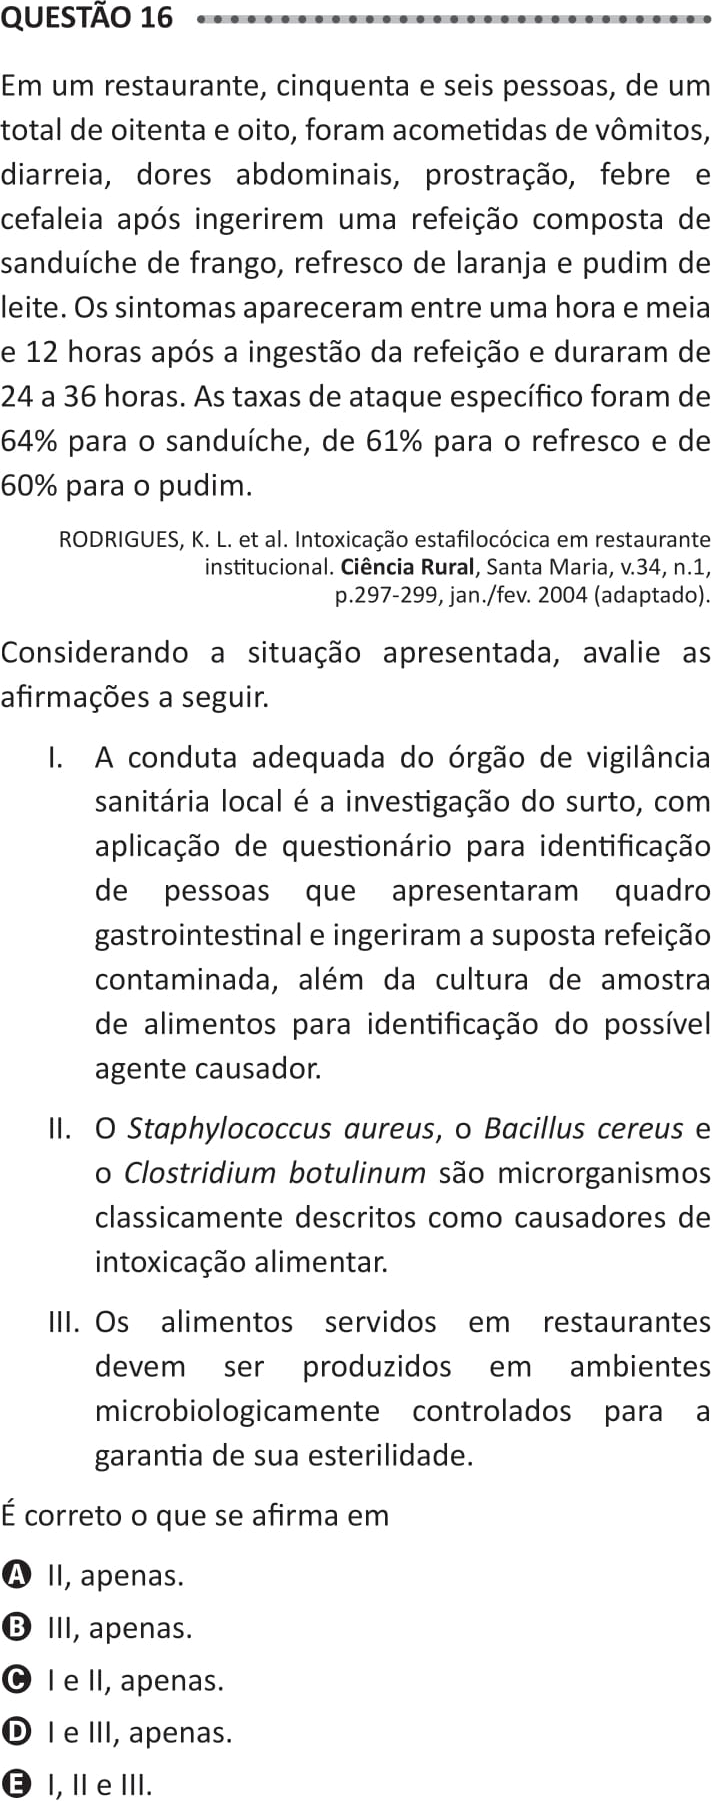 QUESTÃO 16
Em um restaurante, cinquenta e seis pessoas, de um
total de oitenta e oito, foram acometidas de vômitos,
diarreia, dores abdominais, prostração, febre e
cefaleia após ingerirem uma refeição composta de
sanduíche de frango, refresco de laranja e pudim de
leite. Os sintomas apareceram entre uma hora e meia
e 12 horas após a ingestão da refeição e duraram de
24 a 36 horas. As taxas de ataque específico foram de
64% para o sanduíche, de 61% para o refresco e de
60% para o pudim.
RODRIGUES, K. L. et al. Intoxicação estafilocócica em restaurante
institucional. Ciência Rural, Santa Maria, v.34, n.1,
p.297-299, jan./fev. 2004 (adaptado).
Considerando a situação apresentada, avalie as
afirmações a seguir.
I. A conduta adequada do órgão de vigilância
sanitária local é a investigação do surto, com
aplicação de questionário para identificação
de pessoas que apresentaram quadro
gastrointestinal e ingeriram a suposta refeição
contaminada, além da cultura de amostra
de alimentos para identificação do possível
agente causador.
II. O Staphylococcus aureus, o Bacillus cereus e
o Clostridium botulinum são microrganismos
classicamente descritos como causadores de
intoxicação alimentar.
III. Os alimentos servidos em restaurantes
devem ser produzidos em ambientes
microbiologicamente controlados para a
garantia de sua esterilidade.
É correto o que se afirma em
A II, apenas.
B III, apenas.
C I e II, apenas.
D I e III, apenas.
E I, II e III.